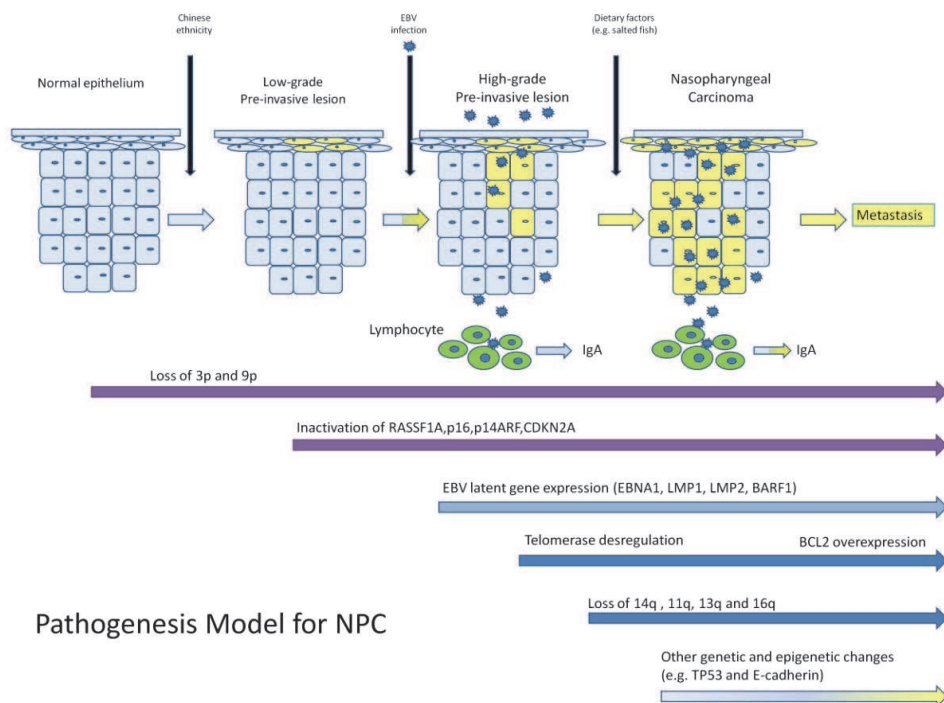 Chinese
ethnicity
EBV
infection
Dietary factors
(e.g. salted fish)
Normal epithelium
Low-grade
Pre-invasive lesion
High-grade
Pre-invasive lesion
Nasopharyngeal
Carcinoma
Metastasis
Lymphocyte
IgA
IgA
Loss of 3p and 9p
Inactivation of RASSF1A,p16,p14ARF,CDKN2A
EBV latent gene expression (EBNA1, LMP1, LMP2, BARF1)
Telomerase desregulation
BCL2 overexpression
Loss of 14q , 11q, 13q and 16q
Pathogenesis Model for NPC
Other genetic and epigenetic changes
(e.g. TP53 and E-cadherin)